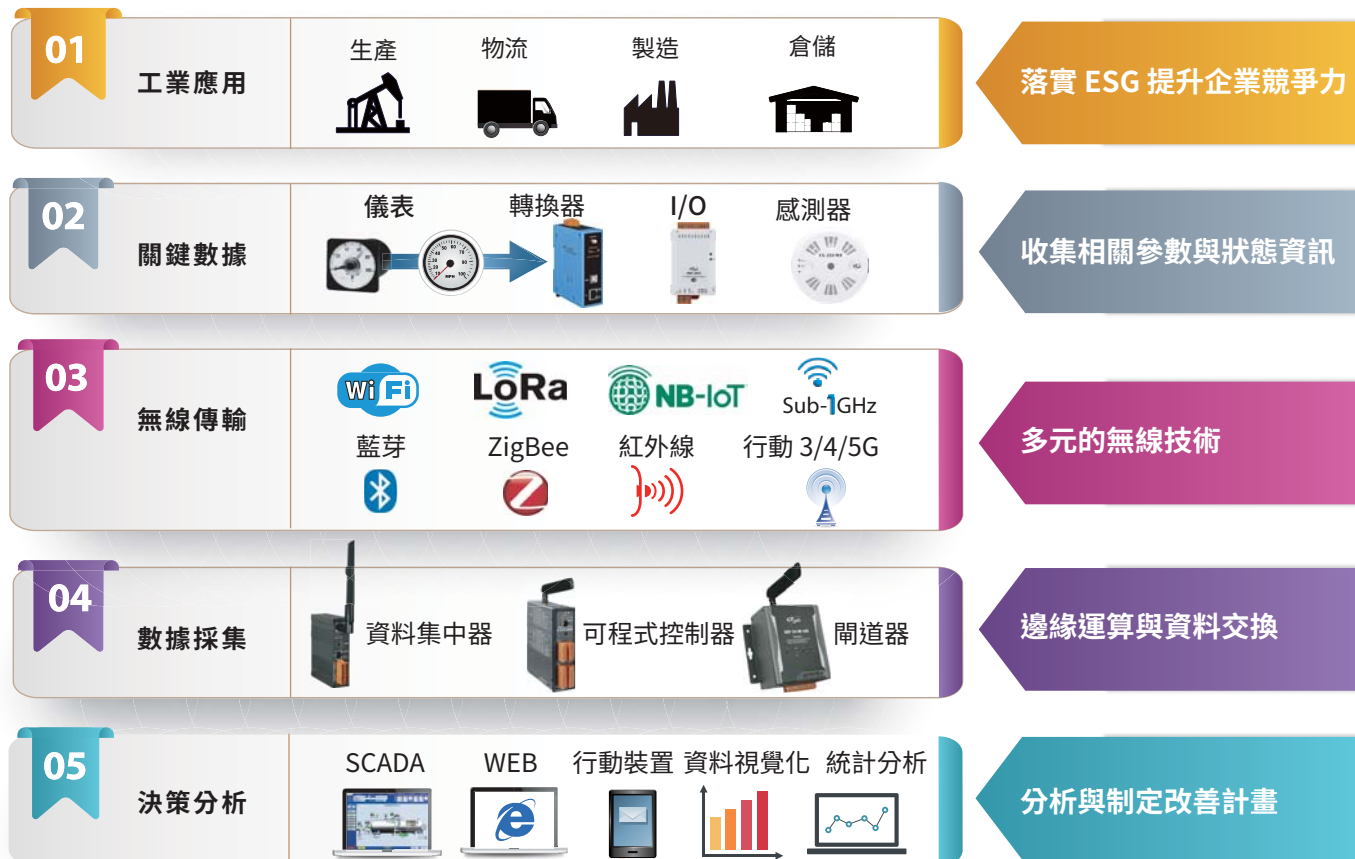 01
工業應用
生產
物流
製造
倉儲
落實 ESG 提升企業競爭力
02
關鍵數據
儀表
轉換器
I/O
感測器
收集相關參數與狀態資訊
03
無線傳輸
WiFi
LoRa
NB-IoT
Sub-1GHz
藍芽
ZigBee
紅外線
行動 3/4/5G
多元的無線技術
04
數據採集
資料集中器
可程式控制器
閘道器
邊緣運算與資料交換
05
決策分析
SCADA
WEB
行動裝置
資料視覺化
統計分析
分析與制定改善計畫